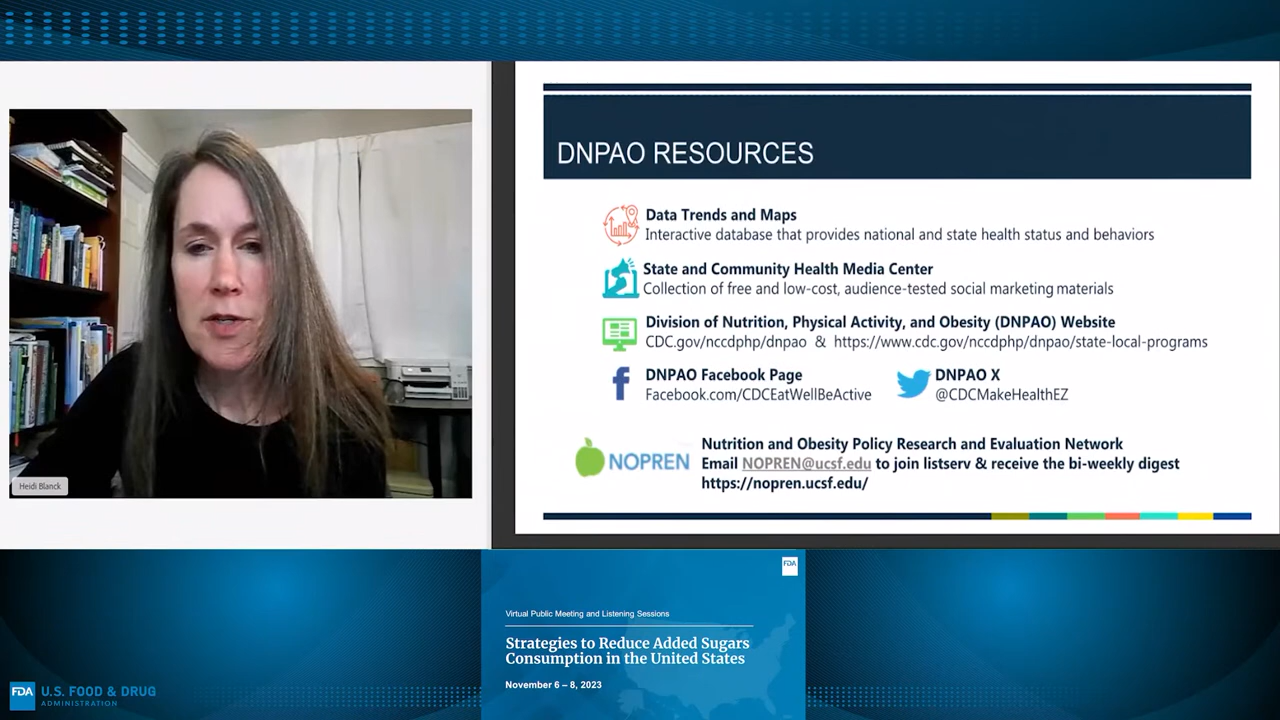 Heidi Blanck
DNPAO RESOURCES
Data Trends and Maps
Interactive database that provides national and state health status and behaviors
State and Community Health Media Center
Collection of free and low-cost, audience-tested social marketing materials
Division of Nutrition, Physical Activity, and Obesity (DNPAO) Website
CDC.gov/nccdphp/dnpao & https://www.cdc.gov/nccdphp/dnpao/state-local-programs
DNPAO Facebook Page
Facebook.com/CDCEatWellBeActive
DNPAO X
@CDCMakeHealthEZ
NOPREN
Nutrition and Obesity Policy Research and Evaluation Network
Email NOPREN@ucsf.edu to join listserv & receive the bi-weekly digest
https://nopren.ucsf.edu/
FDA
Virtual Public Meeting and Listening Sessions
Strategies to Reduce Added Sugars
Consumption in the United States
November 6 – 8, 2023
FDA U.S. FOOD & DRUG
ADMINISTRATION